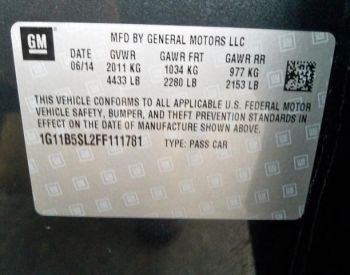 GM
MFD BY GENERAL MOTORS LLC
DATE GVWR GAWR FRT GAWR RR
06/14 2011 KG 1034 KG 977 KG
4433 LB 2280 LB 2153 LB
THIS VEHICLE CONFORMS TO ALL APPLICABLE U.S. FEDERAL MOTOR
VEHICLE SAFETY, BUMPER, AND THEFT PREVENTION STANDARDS IN
EFFECT ON THE DATE OF MANUFACTURE SHOWN ABOVE.
1G11B5SL2FF111781 TYPE: PASS CAR